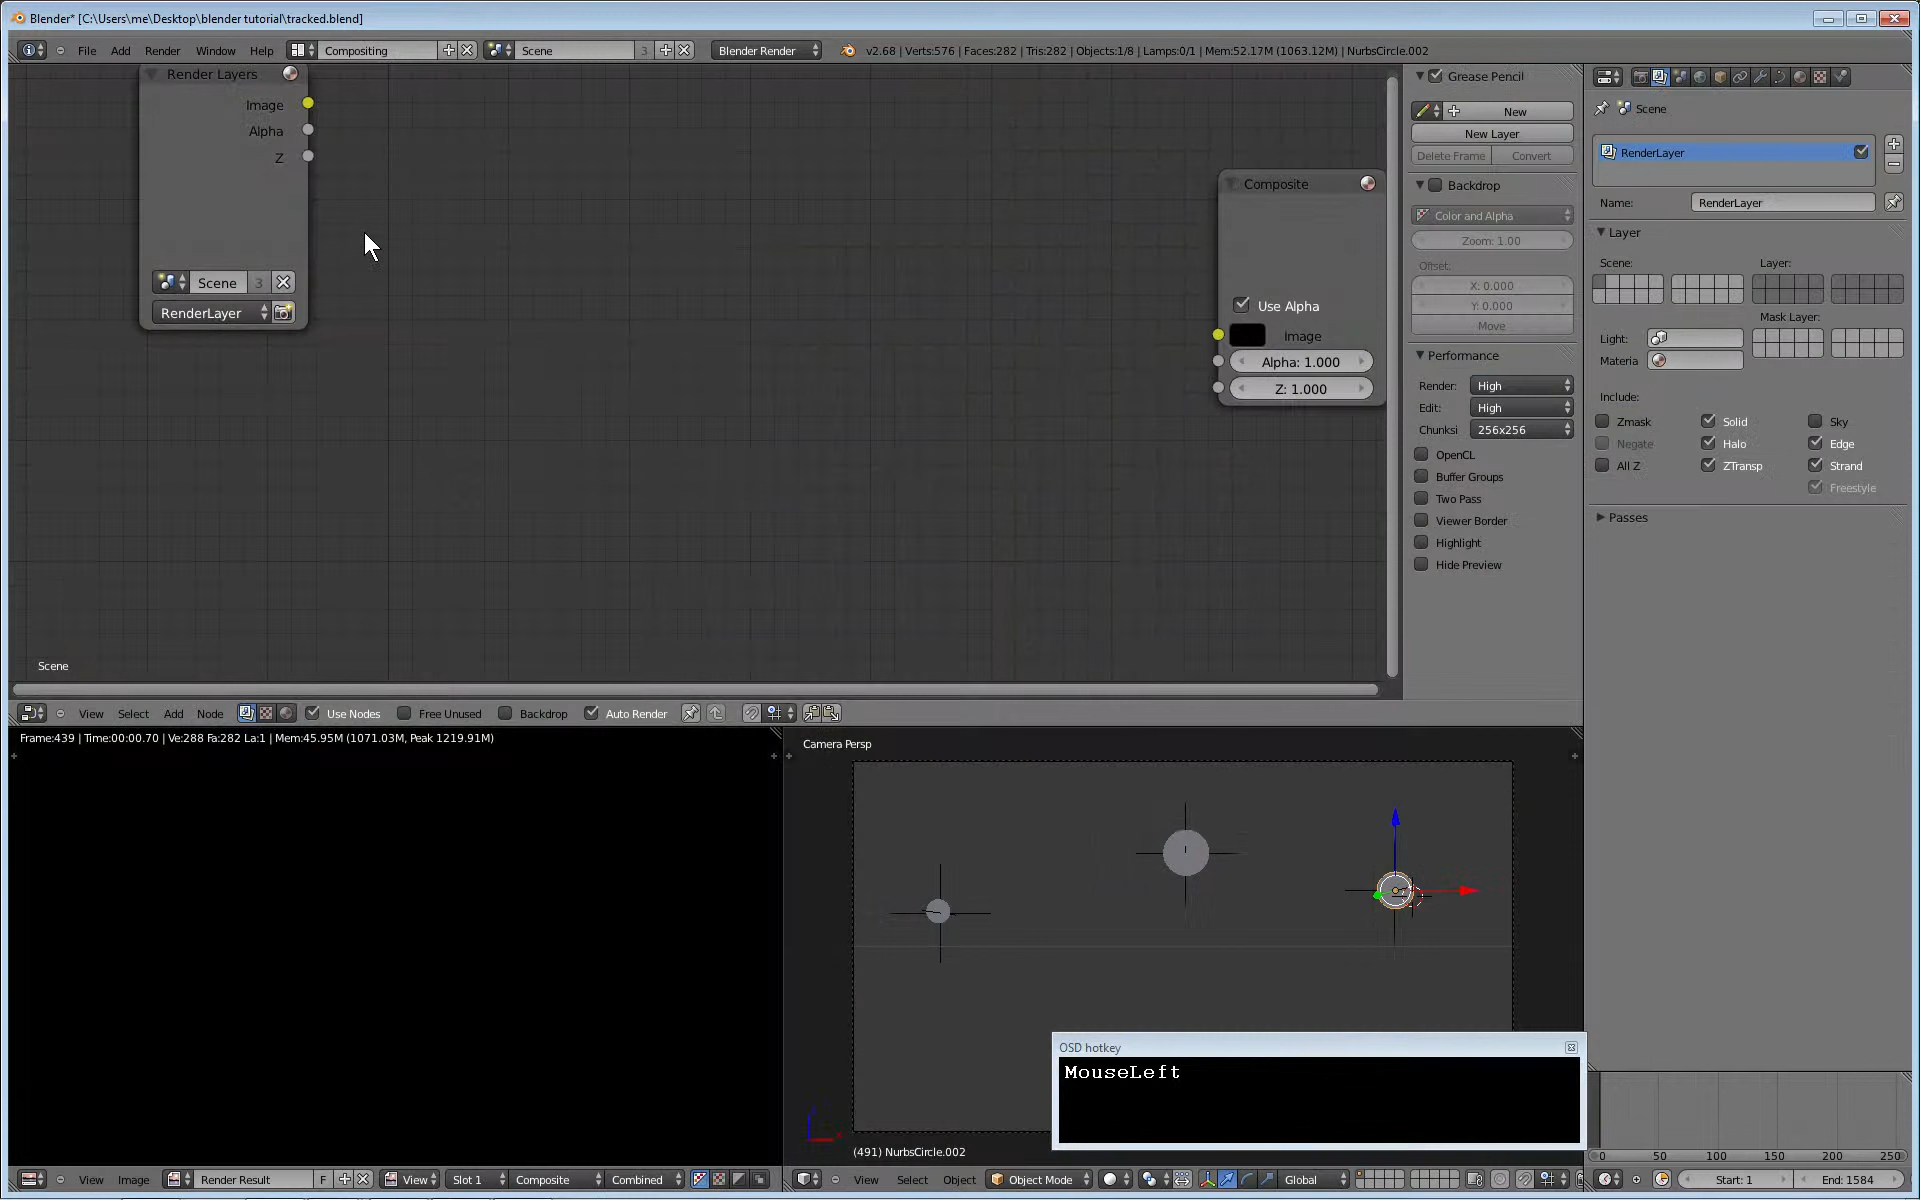 Blender* [C:\Users\me\Desktop\blender tutorial\tracked.blend]
File Add Render Window Help Compositing Scene 3 Blender Render v2.68 | Verts:576 | Faces:282 | Tris:282 | Objects:1/8 | Lamps:0/1 | Mem:52.17M (1063.12M) | NurbsCircle.002
Render Layers
Image
Alpha
Z
Scene 3
RenderLayer
Composite
Use Alpha
Image
Alpha: 1.000
Z: 1.000
Scene
Grease Pencil
New
New Layer
Delete Frame Convert
Backdrop
Color and Alpha
Zoom: 1.00
Offset:
X: 0.000
Y: 0.000
Move
Performance
Render: High
Edit: High
Chunksi 256x256
OpenCL
Buffer Groups
Two Pass
Viewer Border
Highlight
Hide Preview
Scene
RenderLayer
Name: RenderLayer
Layer
Scene: Layer:
Mask Layer:
Light:
Materia
Include:
Zmask Solid Sky
Negate Halo Edge
All Z ZTransp Strand
Freestyle
Passes
View Select Add Node Use Nodes Free Unused Backdrop Auto Render
Frame:439 | Time:00:00.70 | Ve:288 Fa:282 La:1 | Mem:45.95M (1071.03M, Peak 1219.91M)
Camera Persp
(491) NurbsCircle.002
OSD hotkey
MouseLeft
0 50 100 150 200 250
View Image Render Result F View Slot 1 Composite Combined
View Select Object Object Mode Global
Start: 1 End: 1584